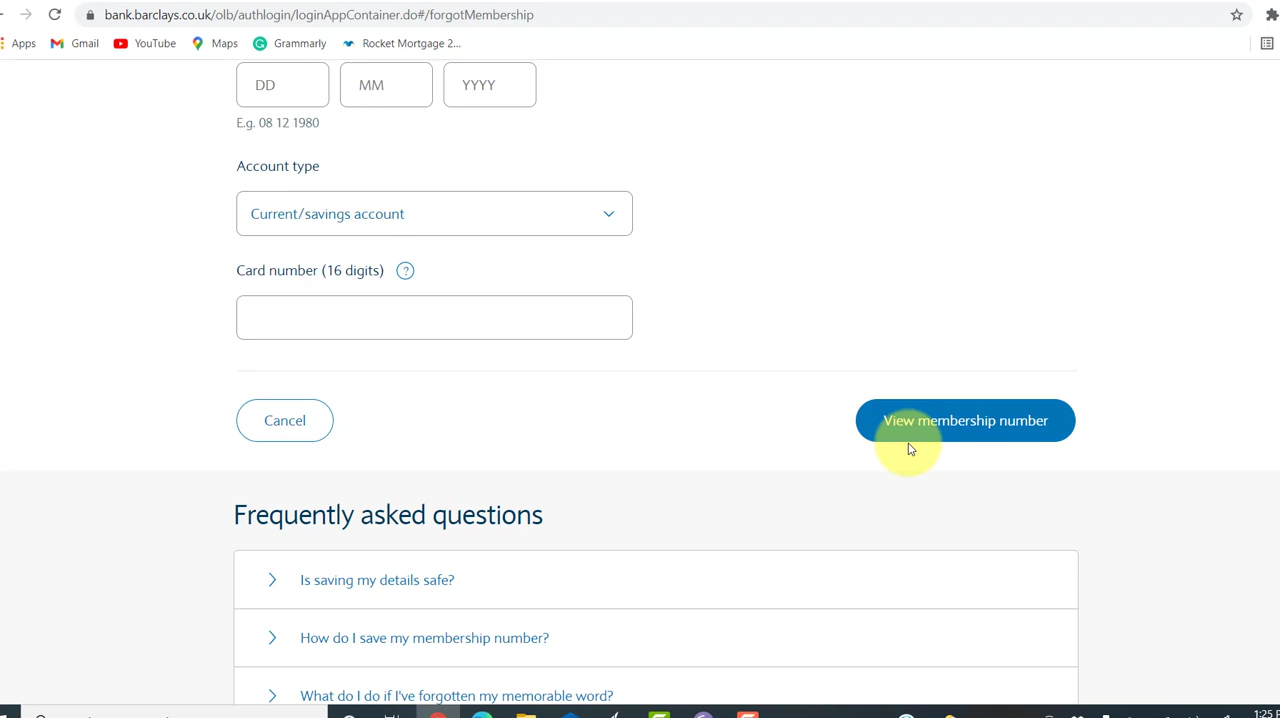 bank.barclays.co.uk/olb/authlogin/loginAppContainer.do#/forgotMembership
Apps Gmail YouTube Maps Grammarly Rocket Mortgage 2...
DD MM YYYY
E.g. 08 12 1980
Account type
Current/savings account
Card number (16 digits) ?
Cancel View membership number
Frequently asked questions
Is saving my details safe?
How do I save my membership number?
What do I do if I've forgotten my memorable word?
1:25